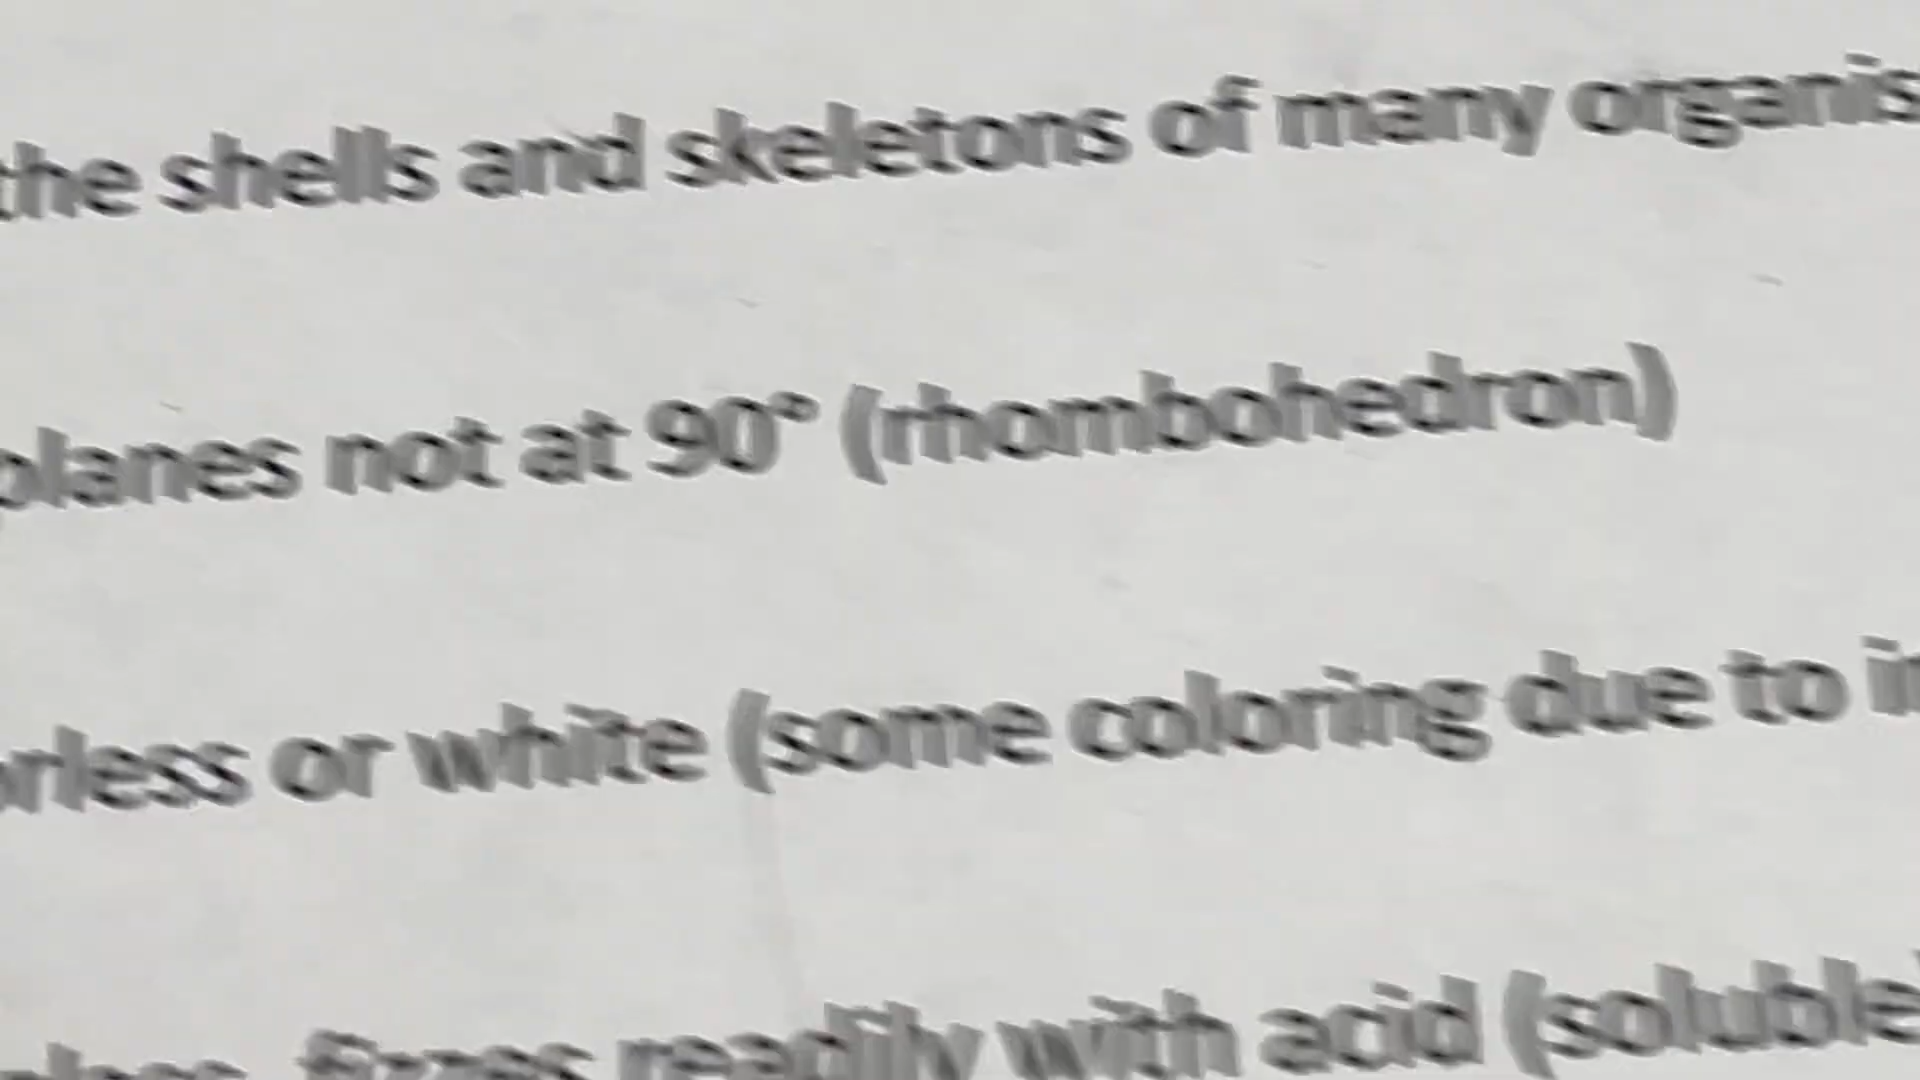 the shells and skeletons of many organis
planes not at 90° (rhombohedron)
rless or white (some coloring due to
fizzes readily with acid (soluble